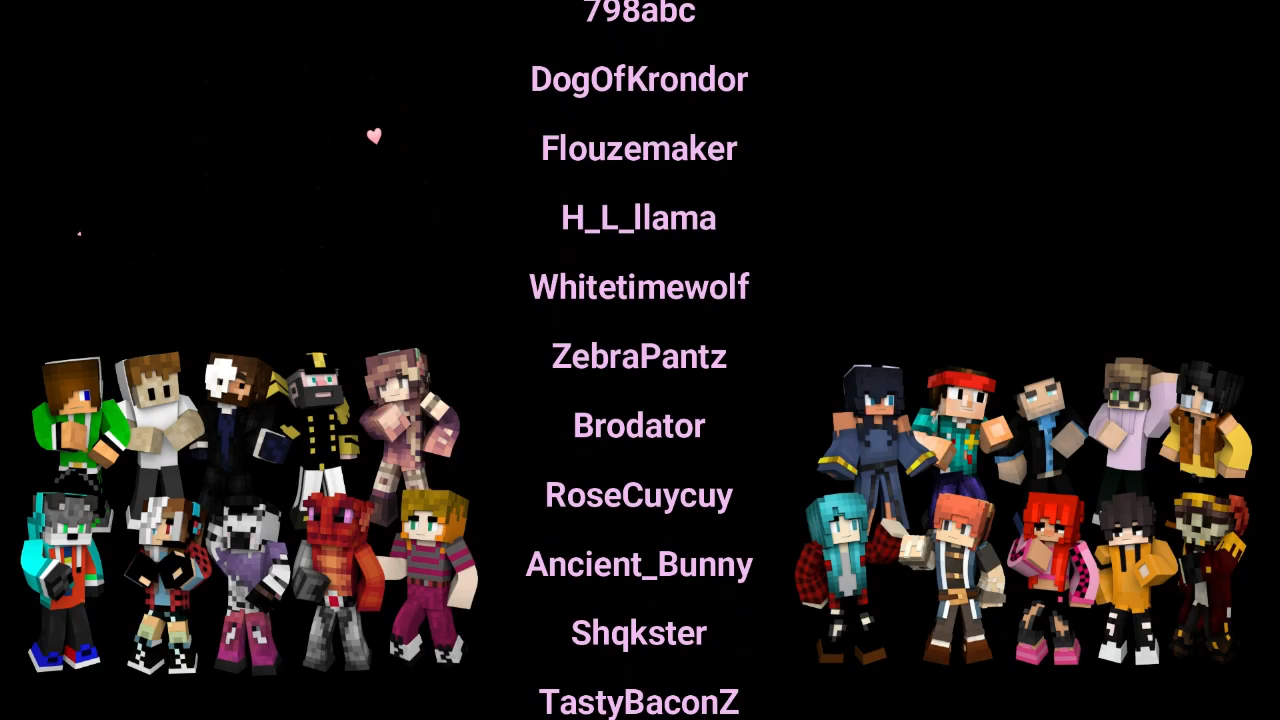 798abc
DogOfKrondor
Flouzemaker
H_L_llama
Whitetimewolf
ZebraPantz
Brodator
RoseCuycuy
Ancient_Bunny
Shqkster
TastyBaconZ